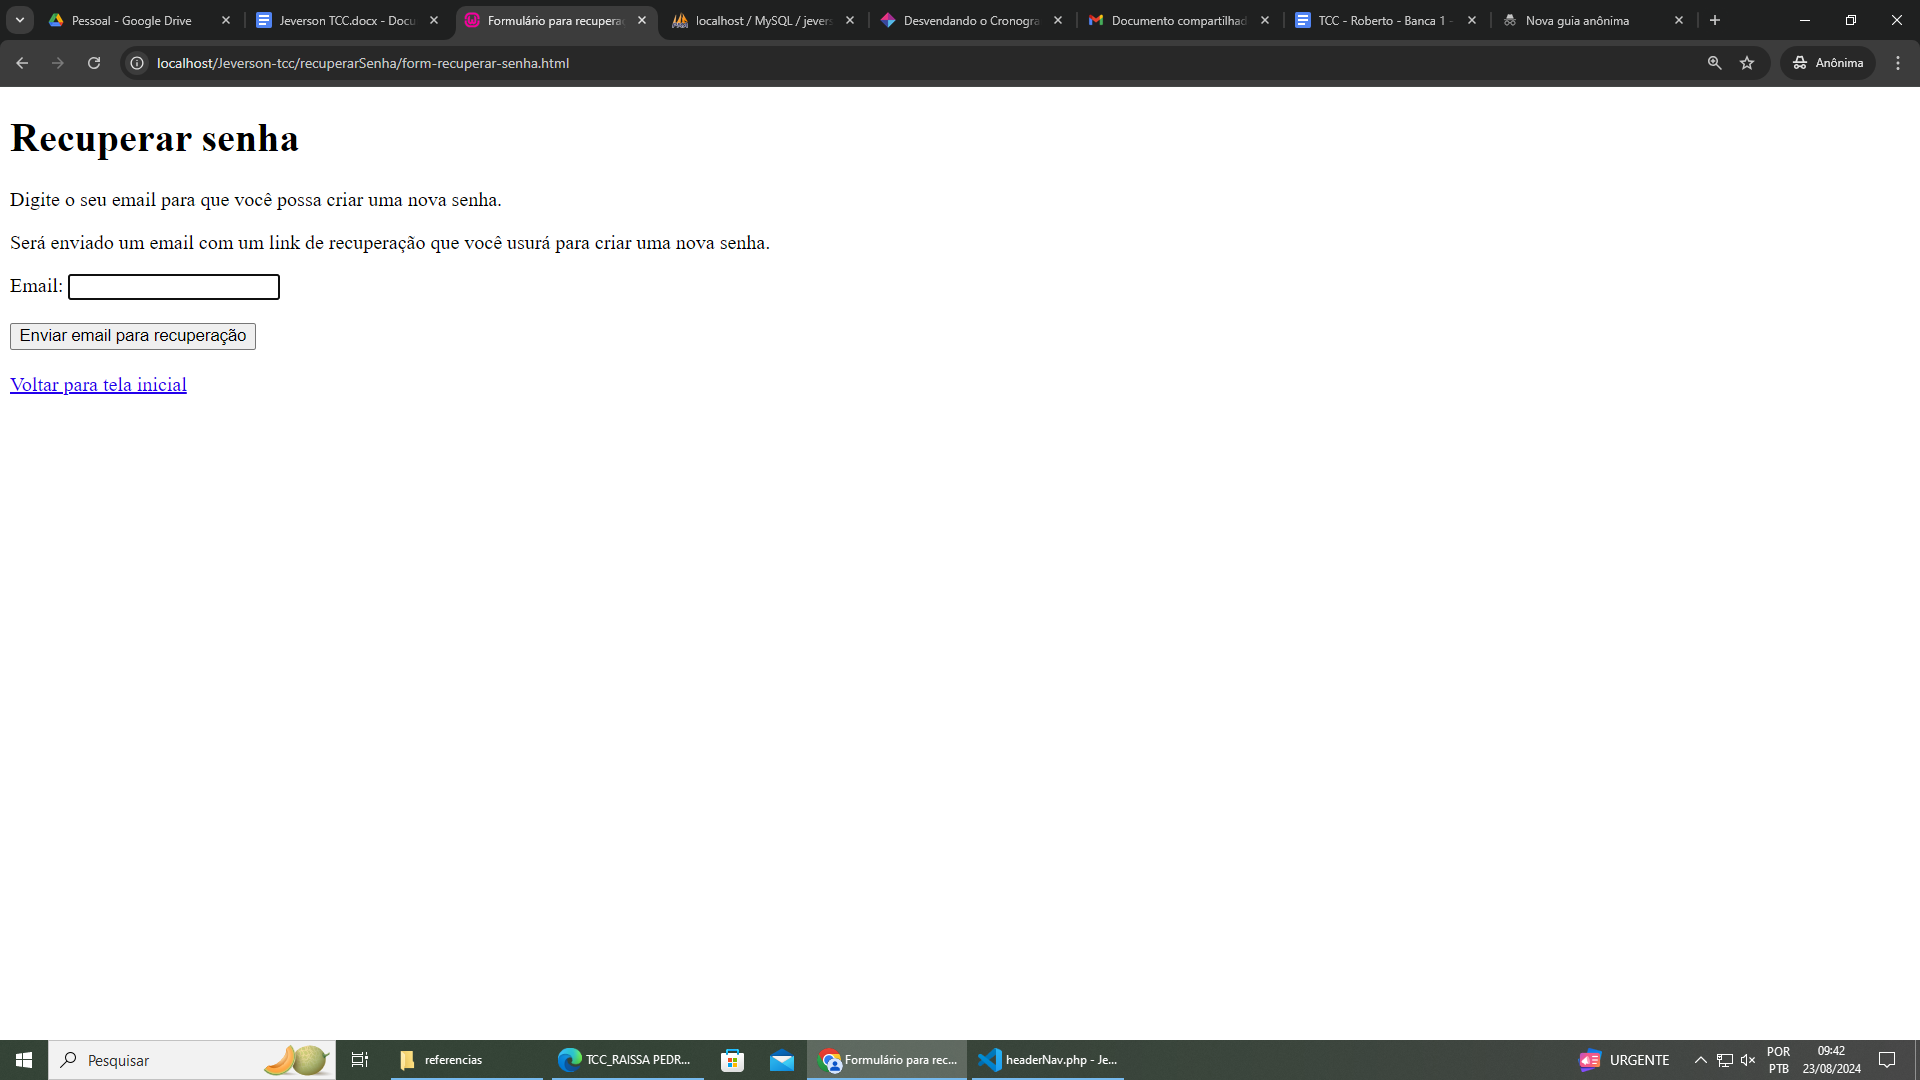 Pessoal - Google Drive
Jeverson TCC.docx - Docu
Formulário para recupera
localhost / MySQL / jevers
Desvendando o Cronogra
Documento compartilhad
TCC - Roberto - Banca 1 -
Nova guia anônima
localhost/Jeverson-tcc/recuperarSenha/form-recuperar-senha.html
Anônima
Recuperar senha
Digite o seu email para que você possa criar uma nova senha.
Será enviado um email com um link de recuperação que você usurá para criar uma nova senha.
Email:
Enviar email para recuperação
Voltar para tela inicial
Pesquisar
referencias
TCC_RAISSA PEDR...
Formulário para rec...
headerNav.php - Je...
URGENTE
POR
PTB
09:42
23/08/2024